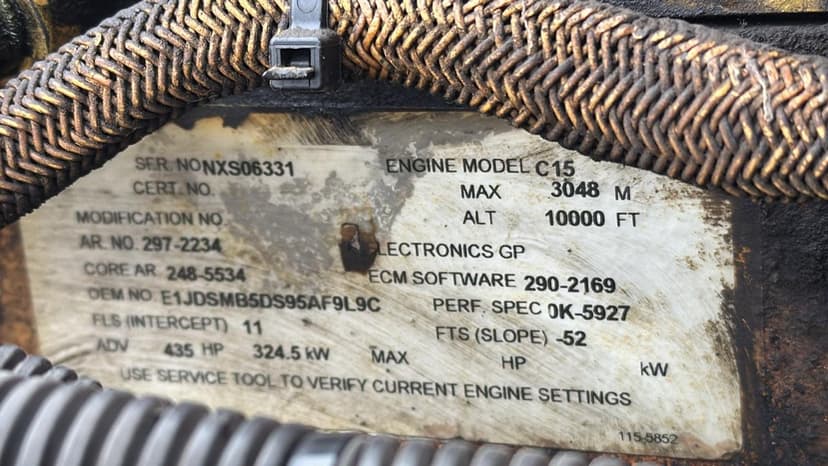 SER. NO NXS06331 ENGINE MODEL C15
CERT. NO. MAX 3048 M
MODIFICATION NO. ALT 10000 FT
AR. NO. 297-2234 LECTRONICS GP
CORE AR 248-5534 ECM SOFTWARE 290-2169
OEM NO. E1JDSMB5DS95AF9L9C PERF. SPEC 0K-5927
FLS (INTERCEPT) 11 FTS (SLOPE) -52
ADV 435 HP 324.5 kW MAX HP kW
USE SERVICE TOOL TO VERIFY CURRENT ENGINE SETTINGS
115-5852